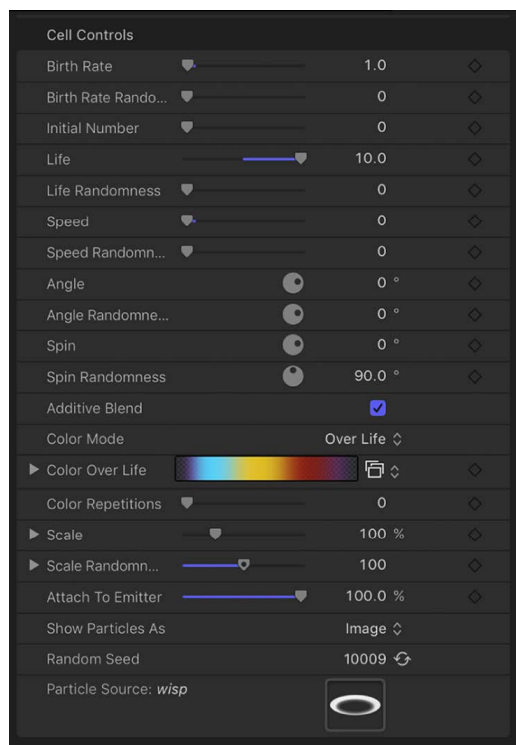 Cell Controls
Birth Rate 1.0
Birth Rate Rando... 0
Initial Number 0
Life 10.0
Life Randomness 0
Speed 0
Speed Randomn... 0
Angle 0 °
Angle Randomne... 0 °
Spin 0 °
Spin Randomness 90.0 °
Additive Blend
Color Mode Over Life
Color Over Life
Color Repetitions 0
Scale 100 %
Scale Randomn... 100
Attach To Emitter 100.0 %
Show Particles As Image
Random Seed 10009
Particle Source: wisp